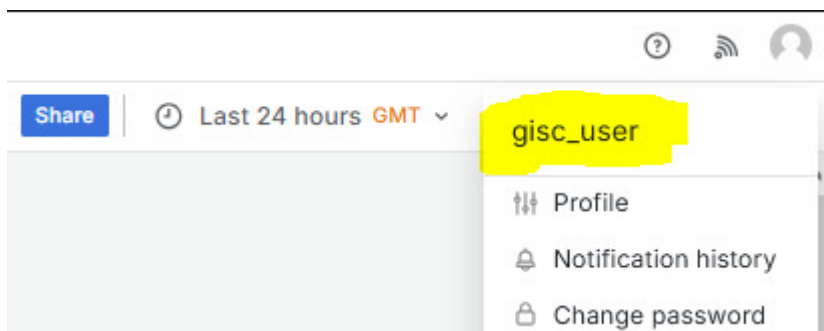 Share
Last 24 hours GMT
gisc_user
Profile
Notification history
Change password